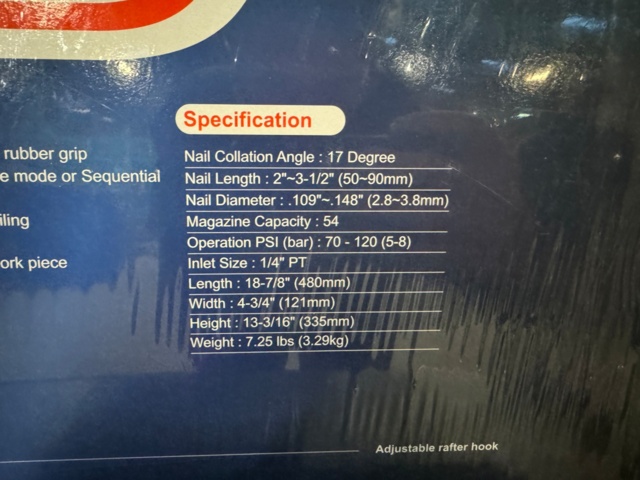 Specification
rubber grip
e mode or Sequential
iling
ork piece
Nail Collation Angle : 17 Degree
Nail Length : 2"~3-1/2" (50~90mm)
Nail Diameter : .109"~.148" (2.8~3.8mm)
Magazine Capacity : 54
Operation PSI (bar) : 70 - 120 (5-8)
Inlet Size : 1/4" PT
Length : 18-7/8" (480mm)
Width : 4-3/4" (121mm)
Height : 13-3/16" (335mm)
Weight : 7.25 lbs (3.29kg)
Adjustable rafter hook